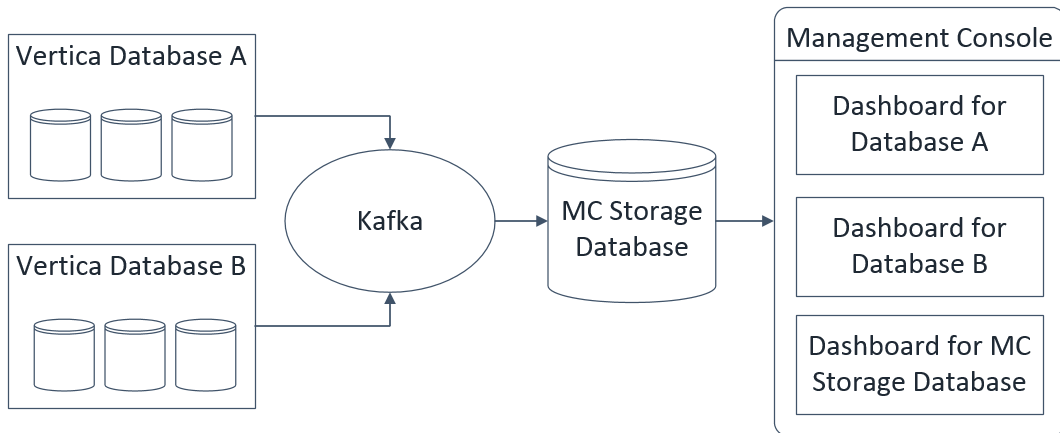 Vertica Database A
Vertica Database B
Kafka
MC Storage
Database
Management Console
Dashboard for
Database A
Dashboard for
Database B
Dashboard for MC
Storage Database